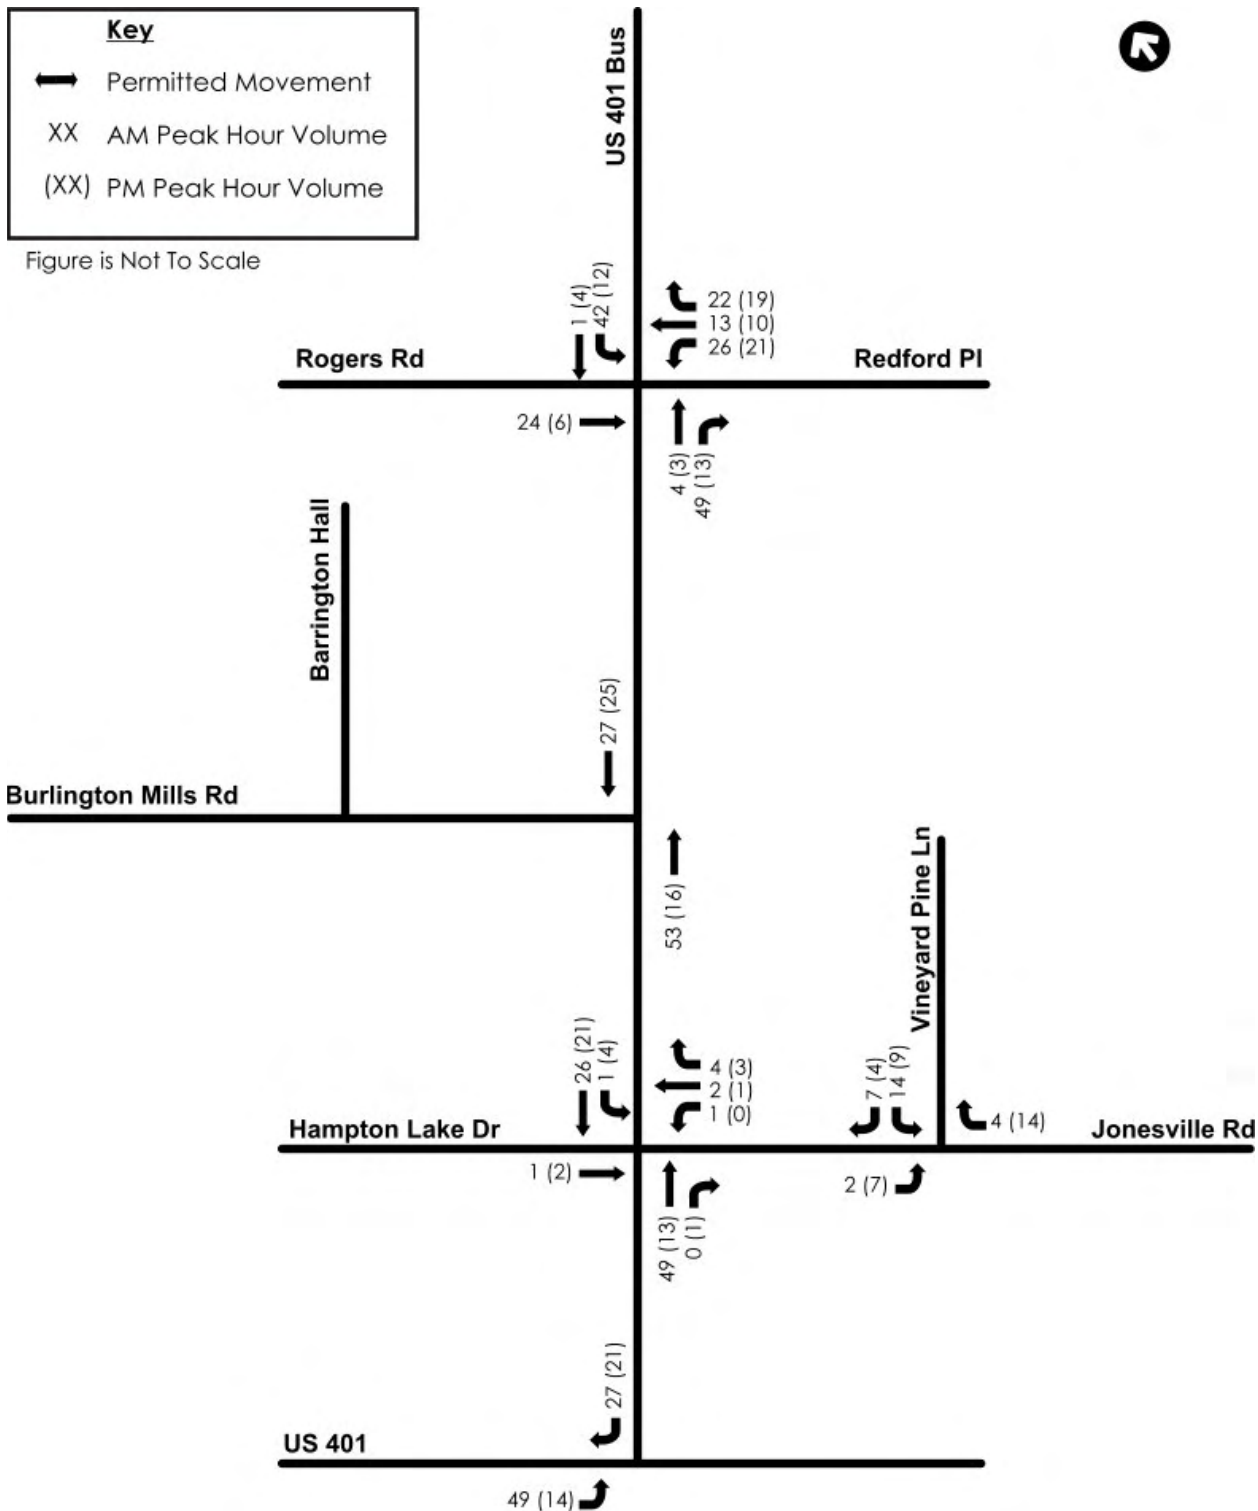 Key
Permitted Movement
XX AM Peak Hour Volume
(XX) PM Peak Hour Volume
Figure is Not To Scale
US 401 Bus
1 (4)
42 (12)
22 (19)
13 (10)
26 (21)
Rogers Rd
Redford Pl
24 (6)
4 (3)
49 (13)
Barrington Hall
27 (25)
Burlington Mills Rd
53 (16)
Vineyard Pine Ln
26 (21)
1 (4)
4 (3)
2 (1)
1 (0)
7 (4)
14 (9)
4 (14)
Hampton Lake Dr
Jonesville Rd
1 (2)
2 (7)
49 (13)
0 (1)
27 (21)
US 401
49 (14)